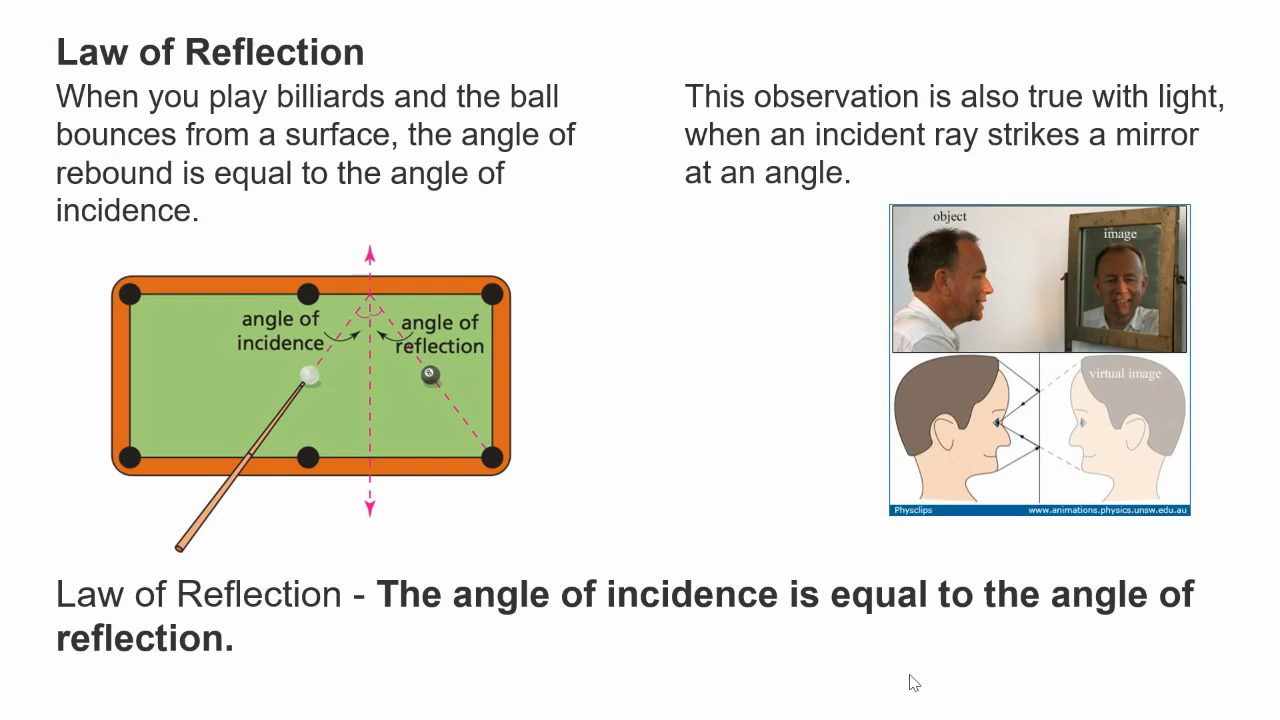 Law of Reflection
When you play billiards and the ball
bounces from a surface, the angle of
rebound is equal to the angle of
incidence.
angle of
incidence
angle of
reflection
8
This observation is also true with light,
when an incident ray strikes a mirror
at an angle.
object
image
virtual image
Physclips
www.animations.physics.unsw.edu.au
Law of Reflection - The angle of incidence is equal to the angle of
reflection.